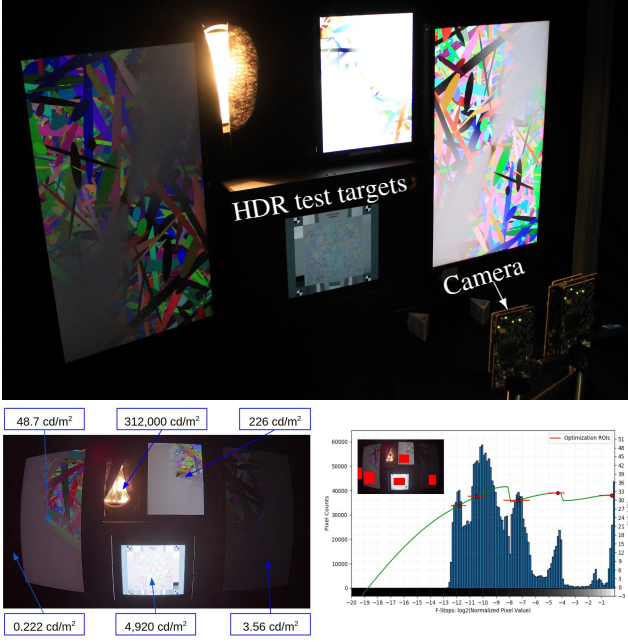 HDR test targets
Camera
48.7 cd/m²
312,000 cd/m²
226 cd/m²
0.222 cd/m²
4,920 cd/m²
3.56 cd/m²
Optimization ROIs
Pixel Counts
60000
50000
40000
30000
20000
10000
0
51
48
45
42
39
36
33
30
27
24
21
18
15
12
9
6
3
0
-3
-20 -19 -18 -17 -16 -15 -14 -13 -12 -11 -10 -9 -8 -7 -6 -5 -4 -3 -2 -1
F-Stops: log2(Normalized Pixel Value)